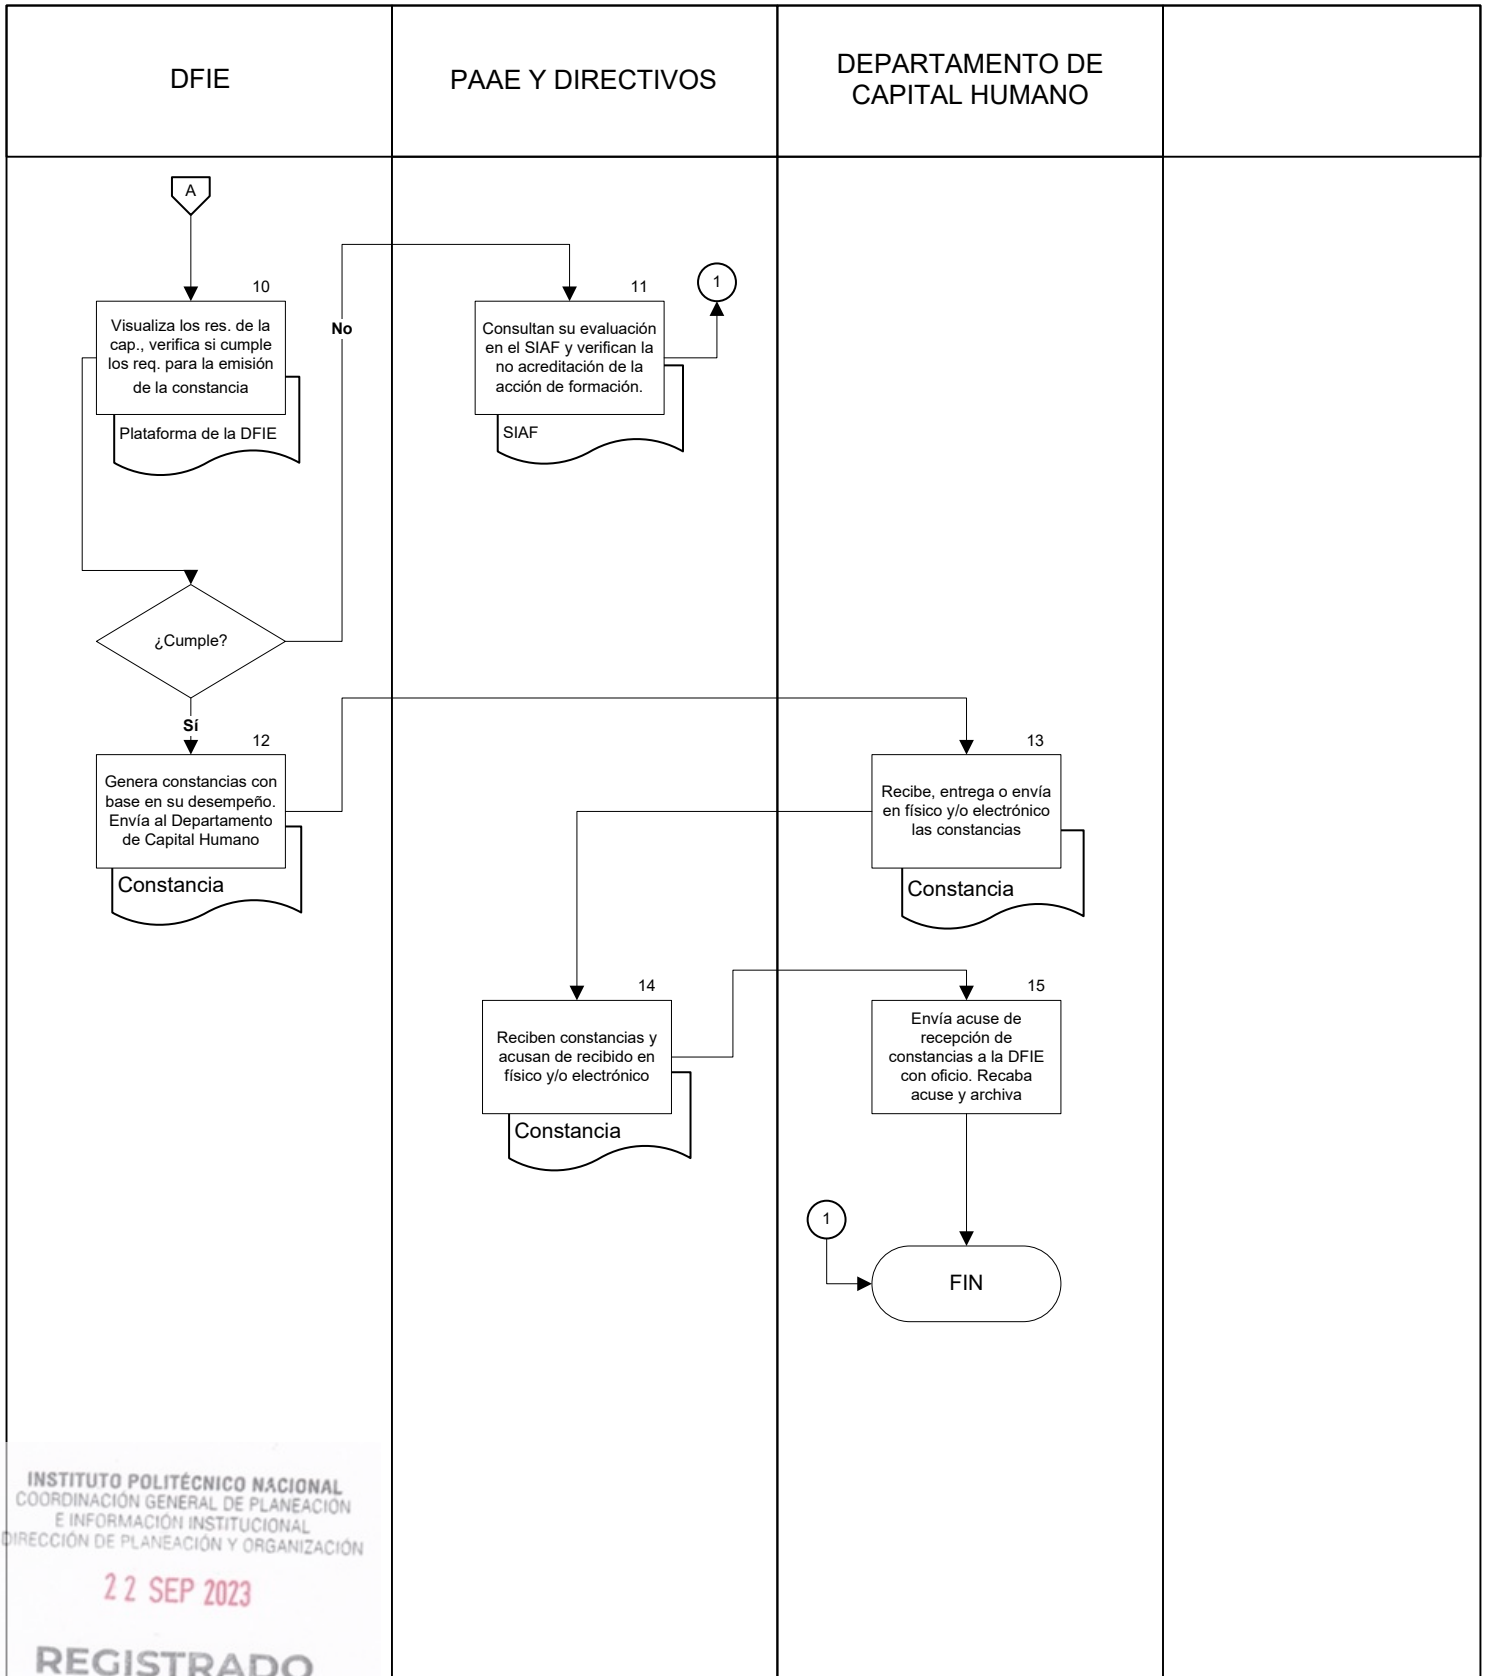 DFIE
PAAE Y DIRECTIVOS
DEPARTAMENTO DE
CAPITAL HUMANO
A
10
Visualiza los res. de la
cap., verifica si cumple
los req. para la emisión
de la constancia
Plataforma de la DFIE
No
11
Consultan su evaluación
en el SIAF y verifican la
no acreditación de la
acción de formación.
SIAF
1
¿Cumple?
Sí
12
Genera constancias con
base en su desempeño.
Envía al Departamento
de Capital Humano
Constancia
13
Recibe, entrega o envía
en físico y/o electrónico
las constancias
Constancia
14
Reciben constancias y
acusan de recibido en
físico y/o electrónico
Constancia
15
Envía acuse de
recepción de
constancias a la DFIE
con oficio. Recaba
acuse y archiva
1
FIN
INSTITUTO POLITÉCNICO NACIONAL
COORDINACIÓN GENERAL DE PLANEACIÓN
E INFORMACIÓN INSTITUCIONAL
DIRECCIÓN DE PLANEACIÓN Y ORGANIZACIÓN
22 SEP 2023
REGISTRADO